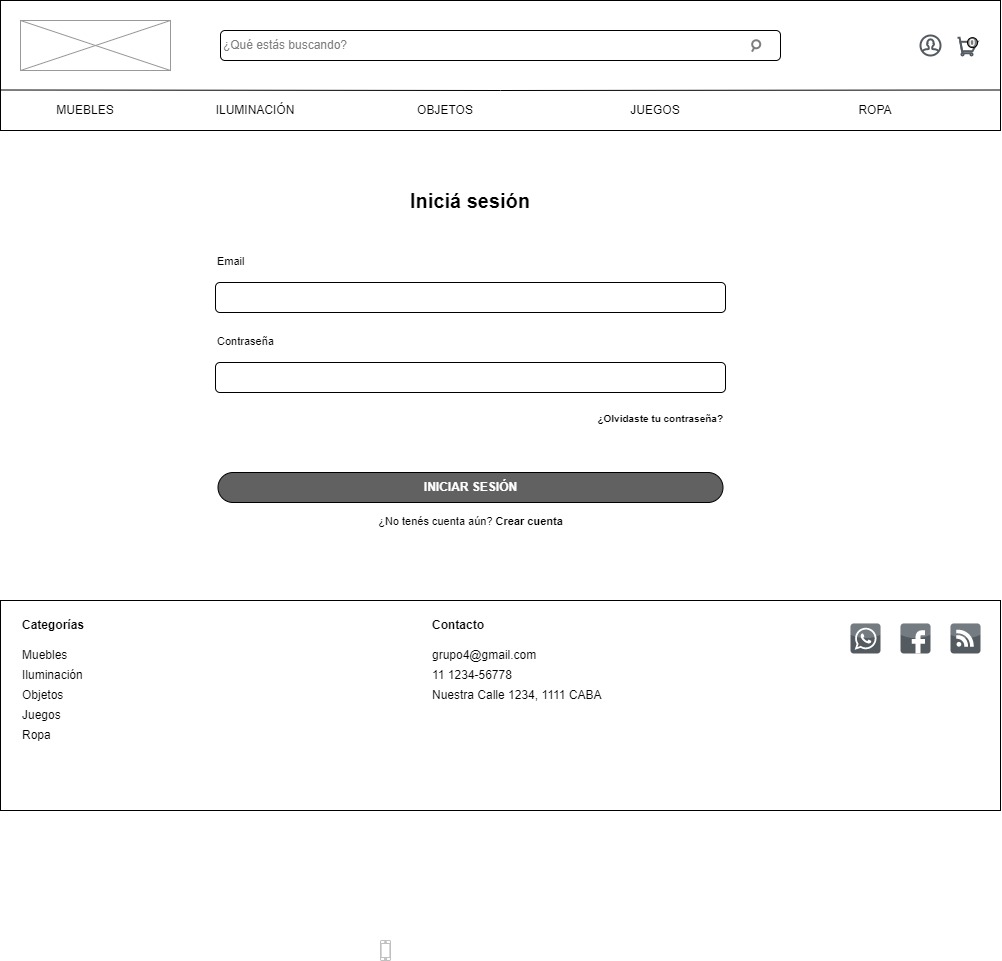 ¿Qué estás buscando?
0
MUEBLES ILUMINACIÓN OBJETOS JUEGOS ROPA
Iniciá sesión
Email
Contraseña
¿Olvidaste tu contraseña?
INICIAR SESIÓN
¿No tenés cuenta aún? Crear cuenta
Categorías
Muebles
Iluminación
Objetos
Juegos
Ropa
Contacto
grupo4@gmail.com
11 1234-56778
Nuestra Calle 1234, 1111 CABA